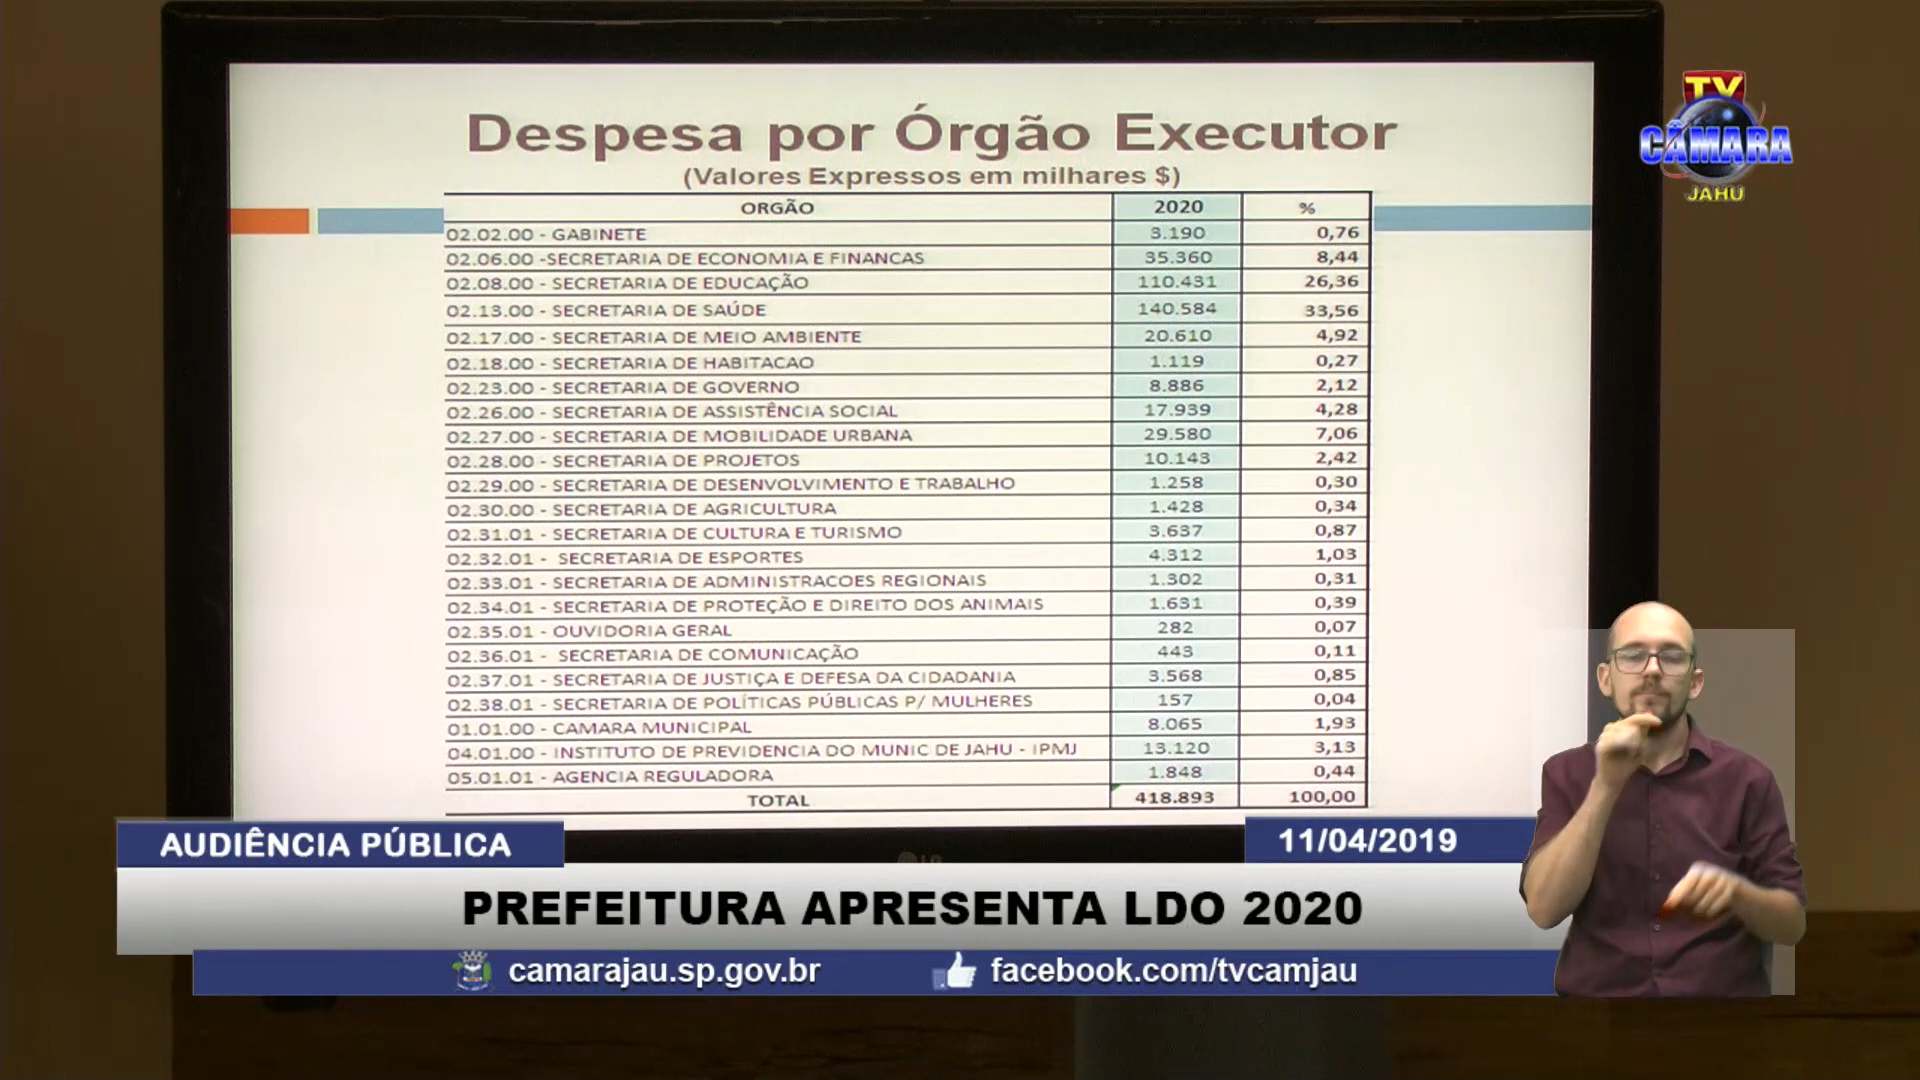 Despesa por Órgão Executor
(Valores Expressos em milhares $)
ORGÃO 2020 %
02.02.00 - GABINETE 3.190 0,76
02.06.00 -SECRETARIA DE ECONOMIA E FINANCAS 35.360 8,44
02.08.00 - SECRETARIA DE EDUCAÇÃO 110.431 26,36
02.13.00 - SECRETARIA DE SAÚDE 140.584 33,56
02.17.00 - SECRETARIA DE MEIO AMBIENTE 20.610 4,92
02.18.00 - SECRETARIA DE HABITACAO 1.119 0,27
02.23.00 - SECRETARIA DE GOVERNO 8.886 2,12
02.26.00 - SECRETARIA DE ASSISTÊNCIA SOCIAL 17.939 4,28
02.27.00 - SECRETARIA DE MOBILIDADE URBANA 29.580 7,06
02.28.00 - SECRETARIA DE PROJETOS 10.143 2,42
02.29.00 - SECRETARIA DE DESENVOLVIMENTO E TRABALHO 1.258 0,30
02.30.00 - SECRETARIA DE AGRICULTURA 1.428 0,34
02.31.01 - SECRETARIA DE CULTURA E TURISMO 3.637 0,87
02.32.01 - SECRETARIA DE ESPORTES 4.312 1,03
02.33.01 - SECRETARIA DE ADMINISTRACOES REGIONAIS 1.302 0,31
02.34.01 - SECRETARIA DE PROTEÇÃO E DIREITO DOS ANIMAIS 1.631 0,39
02.35.01 - OUVIDORIA GERAL 282 0,07
02.36.01 - SECRETARIA DE COMUNICAÇÃO 443 0,11
02.37.01 - SECRETARIA DE JUSTIÇA E DEFESA DA CIDADANIA 3.568 0,85
02.38.01 - SECRETARIA DE POLÍTICAS PÚBLICAS P/ MULHERES 157 0,04
01.01.00 - CAMARA MUNICIPAL 8.065 1,93
04.01.00 - INSTITUTO DE PREVIDENCIA DO MUNIC DE JAHU - IPMJ 13.120 3,13
05.01.01 - AGENCIA REGULADORA 1.848 0,44
TOTAL 418.893 100,00
TV
CÂMARA
JAHU
LG
AUDIÊNCIA PÚBLICA
11/04/2019
PREFEITURA APRESENTA LDO 2020
camarajau.sp.gov.br
facebook.com/tvcamjau